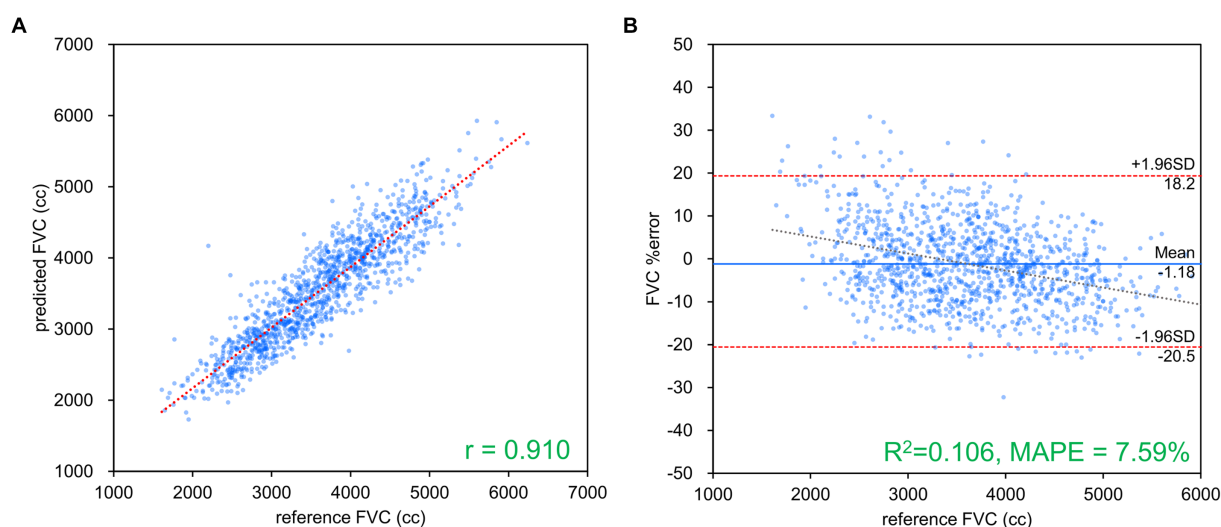 A
7000
6000
5000
4000
3000
2000
1000
predicted FVC (cc)
r = 0.910
1000 2000 3000 4000 5000 6000 7000
reference FVC (cc)
B
50
40
30
20
10
0
-10
-20
-30
-40
-50
FVC %error
+1.96SD
18.2
Mean
-1.18
-1.96SD
-20.5
R²=0.106, MAPE = 7.59%
1000 2000 3000 4000 5000 6000
reference FVC (cc)